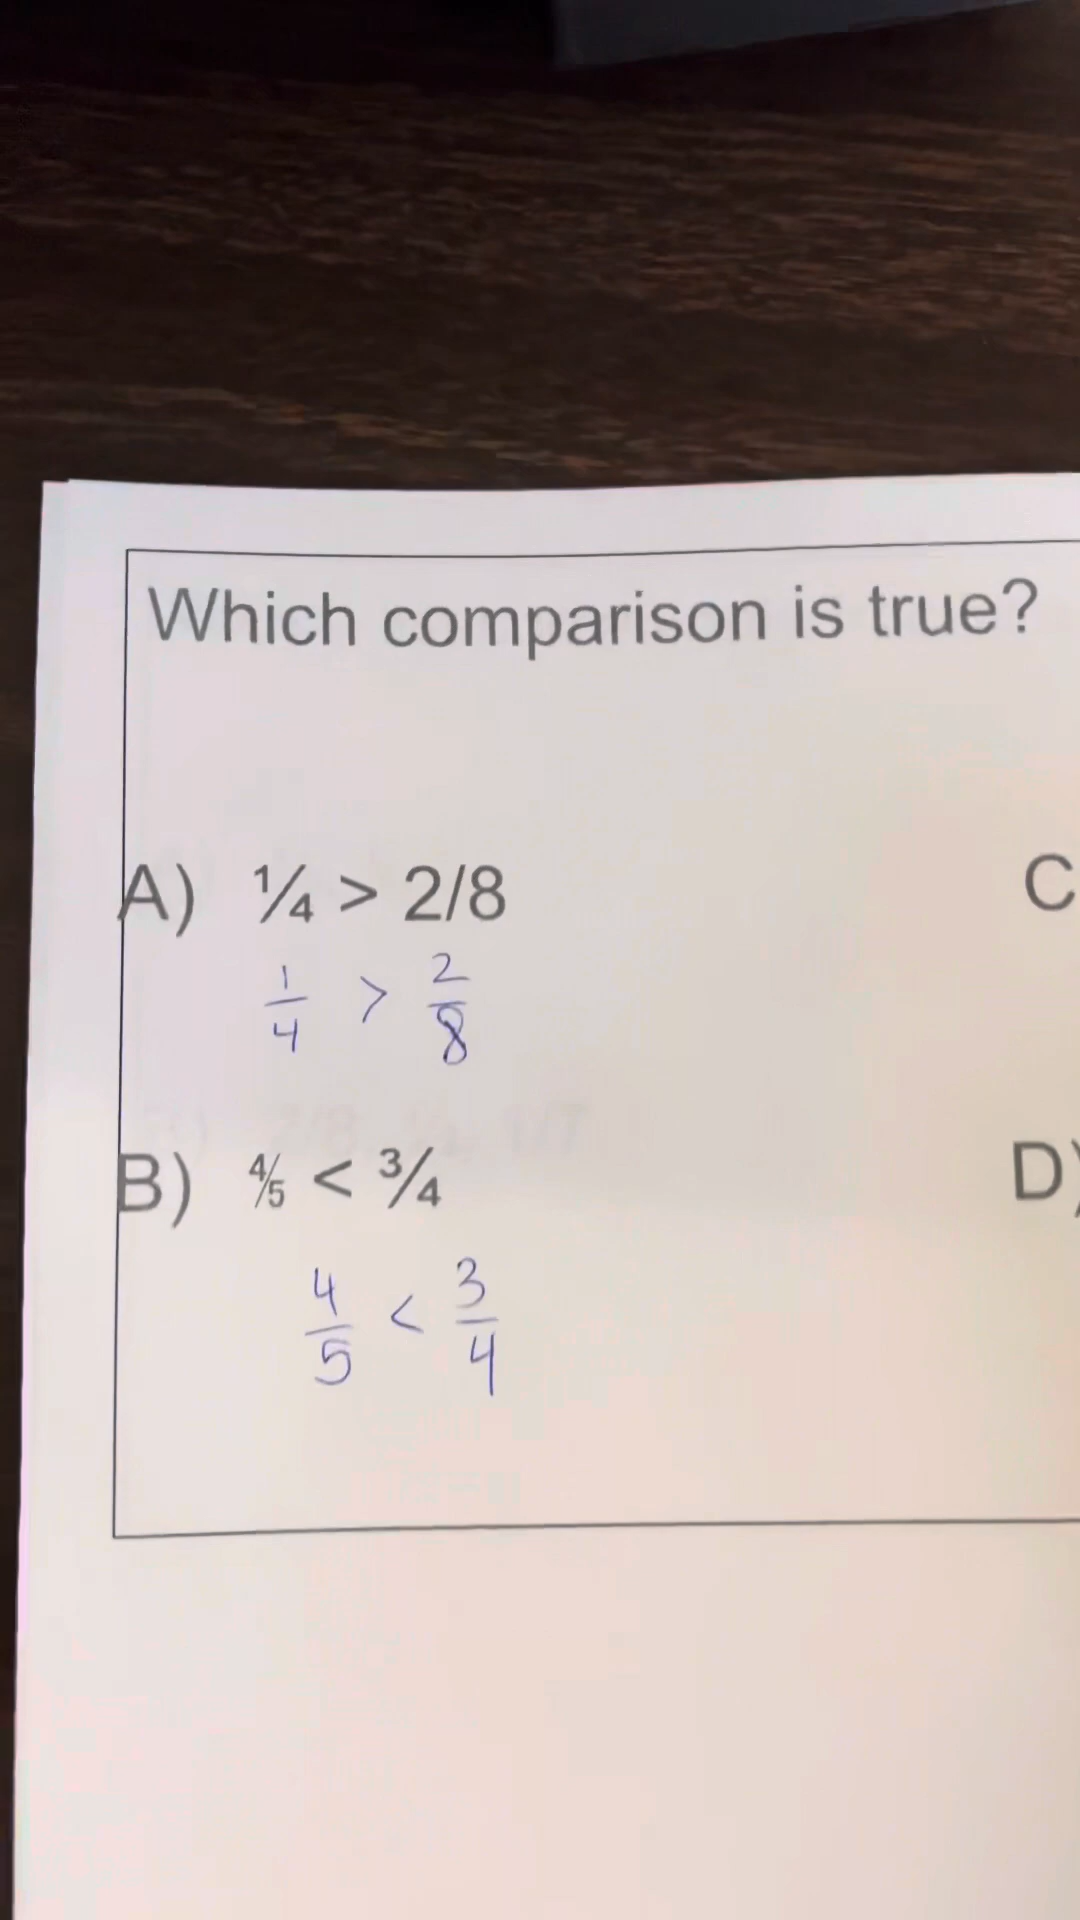 Which comparison is true?
A) ¼ > 2/8
C
1/4 > 2/8
B) ⅘ < ¾
D)
4/5 < 3/4